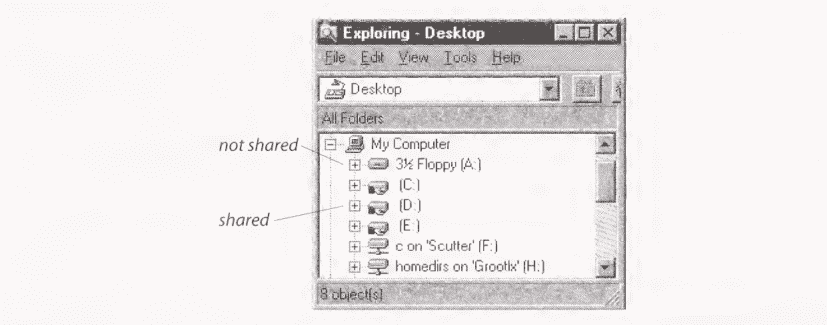 Exploring - Desktop
File Edit View Tools Help
Desktop
All Folders
My Computer
not shared
3½ Floppy (A:)
(C:)
shared
(D:)
(E:)
c on 'Scutter' (F:)
homedirs on 'Grootlx' (H:)
8 object(s)